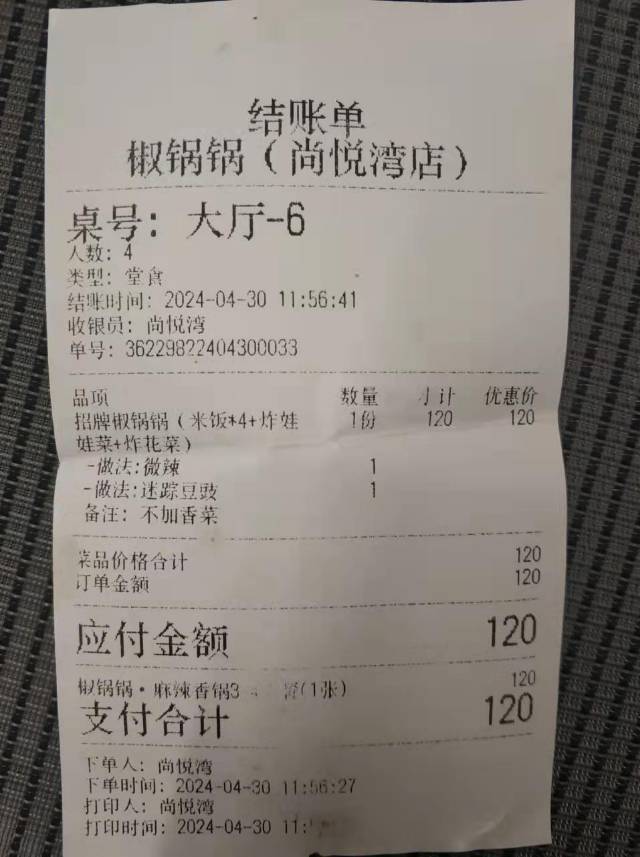 结账单
椒锅锅（尚悦湾店）
桌号：大厅-6
人数：4
类型：堂食
结账时间：2024-04-30 11:56:41
收银员：尚悦湾
单号：36229822404300033
品项 数量 小计 优惠价
招牌椒锅锅（米饭*4+炸娃 1份 120 120
娃菜+炸花菜）
-做法:微辣 1
-做法:迷踪豆豉 1
备注：不加香菜
菜品价格合计 120
订单金额 120
应付金额 120
椒锅锅·麻辣香锅3 (1张) 120
支付合计 120
下单人：尚悦湾
下单时间：2024-04-30 11:56:27
打印人：尚悦湾
打印时间：2024-04-30 11: